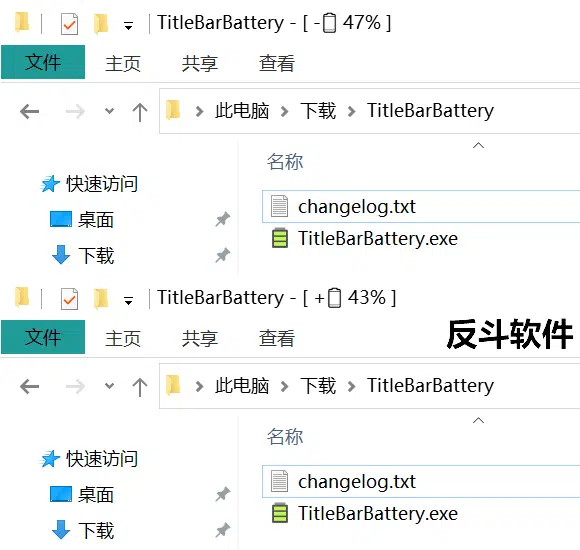 TitleBarBattery - [ - 47% ]
文件 主页 共享 查看
此电脑 下载 TitleBarBattery
名称
快速访问
changelog.txt
桌面
TitleBarBattery.exe
下载
TitleBarBattery - [ + 43% ]
文件 主页 共享 查看
反斗软件
此电脑 下载 TitleBarBattery
名称
快速访问
changelog.txt
桌面
TitleBarBattery.exe
下载